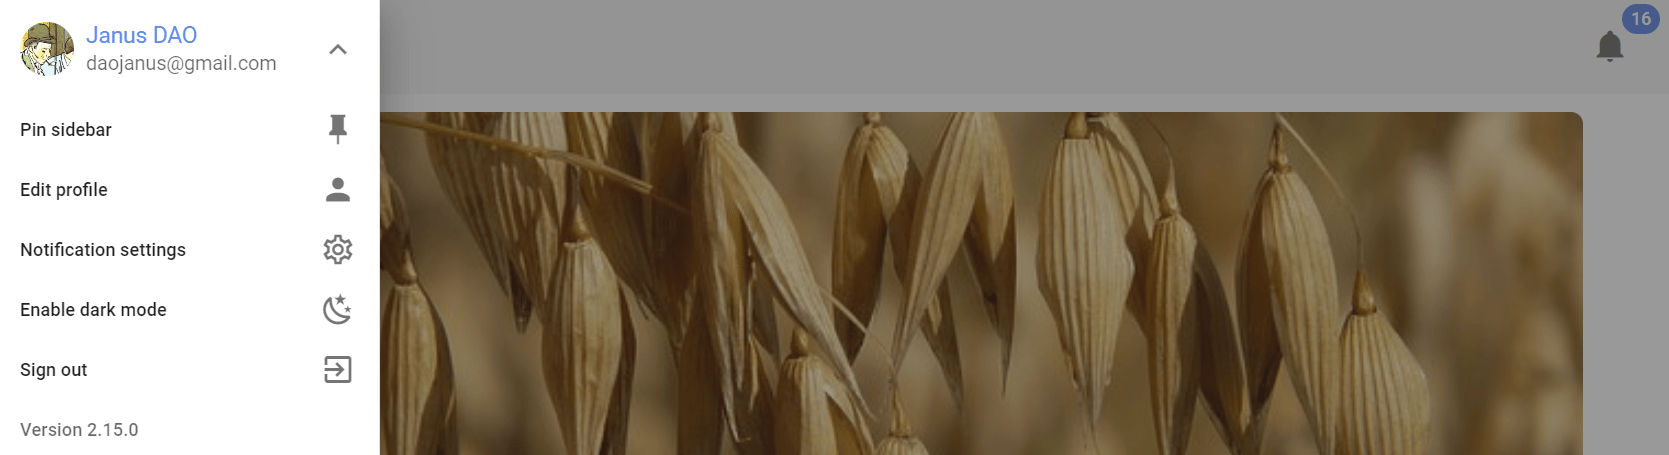 Janus DAO
daojanus@gmail.com
16
Pin sidebar
Edit profile
Notification settings
Enable dark mode
Sign out
Version 2.15.0